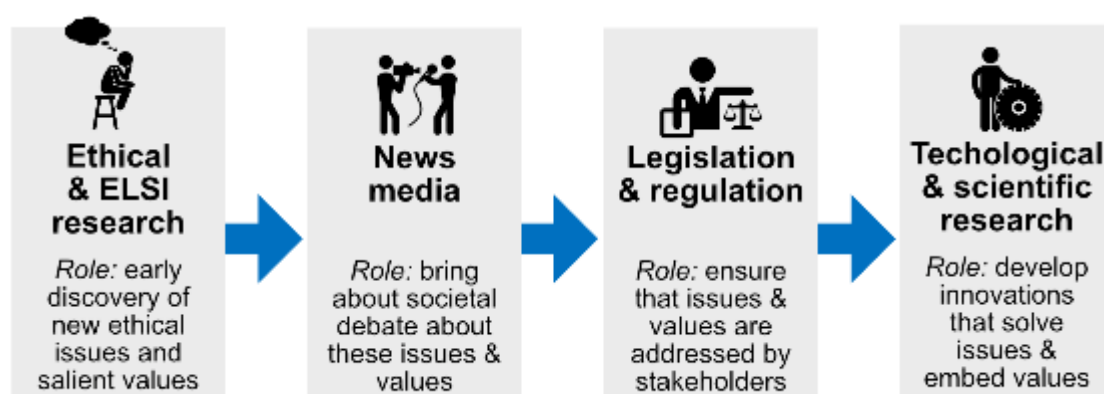 Ethical
& ELSI
research
Role: early
discovery of
new ethical
issues and
salient values
News
media
Role: bring
about societal
debate about
these issues &
values
Legislation
& regulation
Role: ensure
that issues &
values are
addressed by
stakeholders
Techological
& scientific
research
Role: develop
innovations
that solve
issues &
embed values